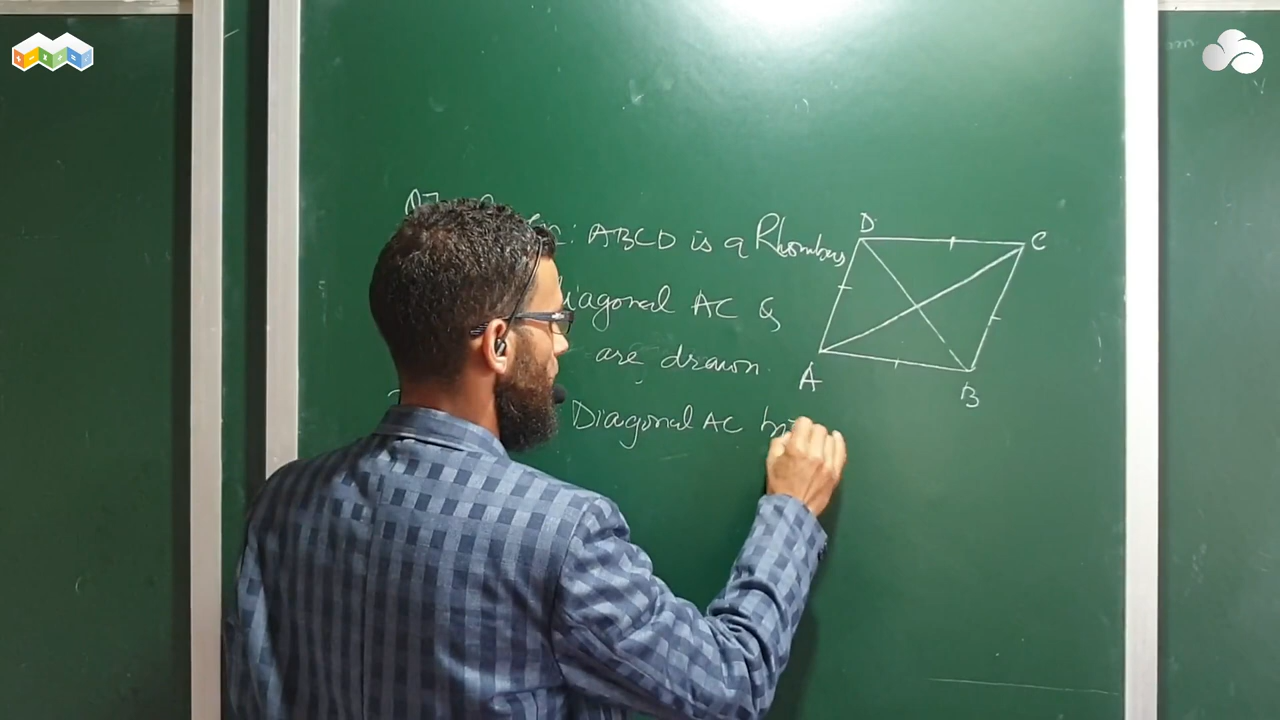 : ABCD is a Rhombus
Diagonal AC &
are drawn.
: Diagonal AC
D
C
A
B